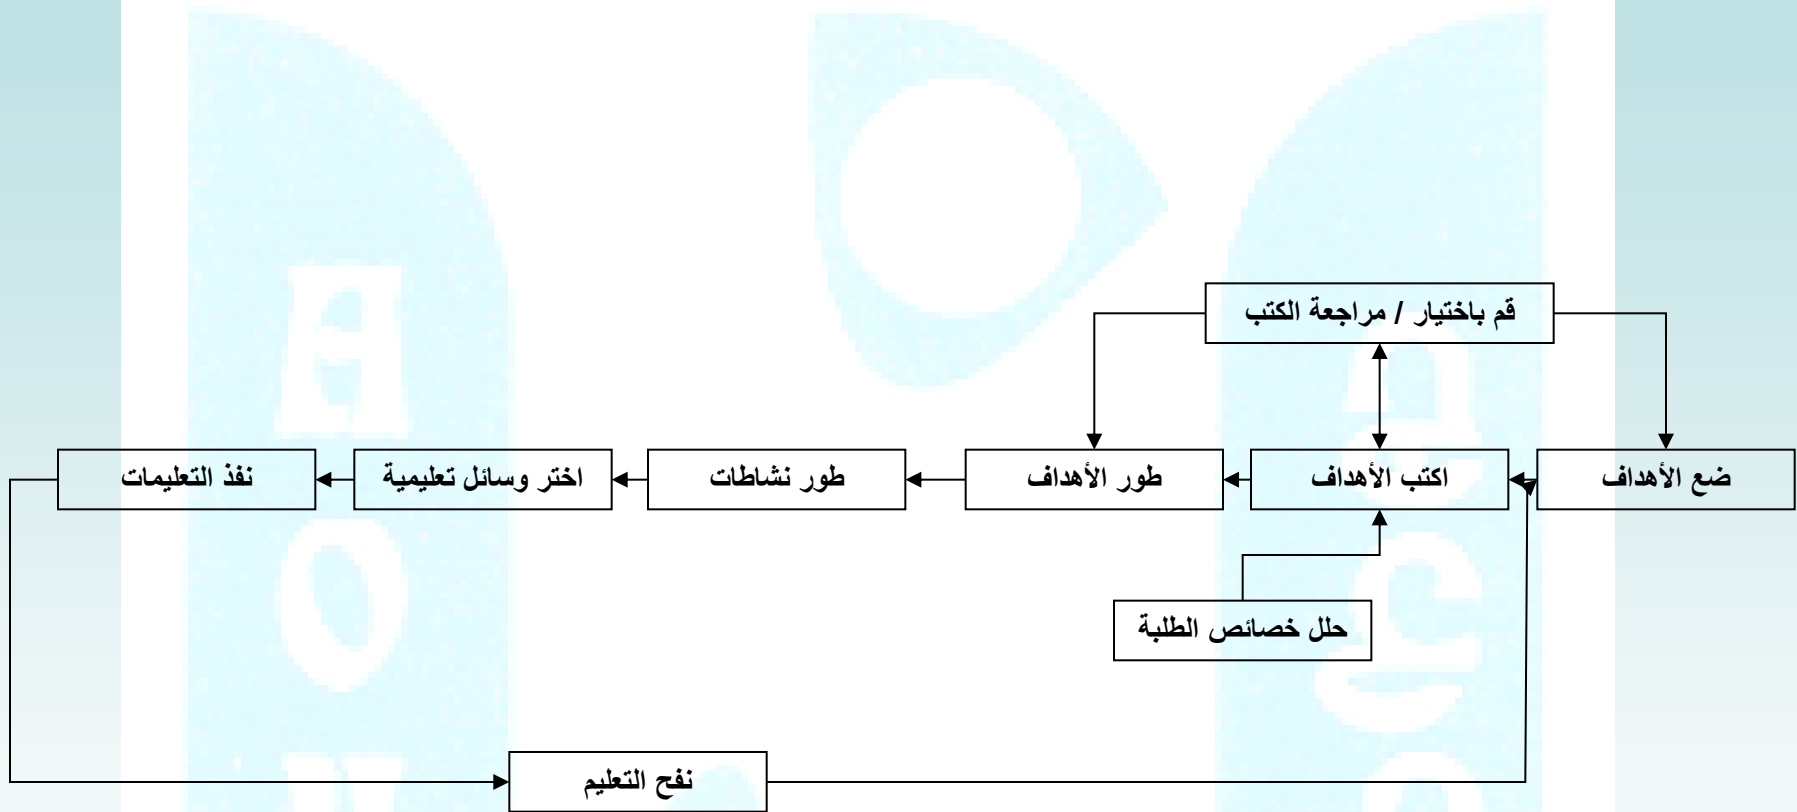 قم باختيار / مراجعة الكتب
ضع الأهداف
اكتب الأهداف
طور الأهداف
طور نشاطات
اختر وسائل تعليمية
نفذ التعليمات
حلل خصائص الطلبة
نفح التعليم